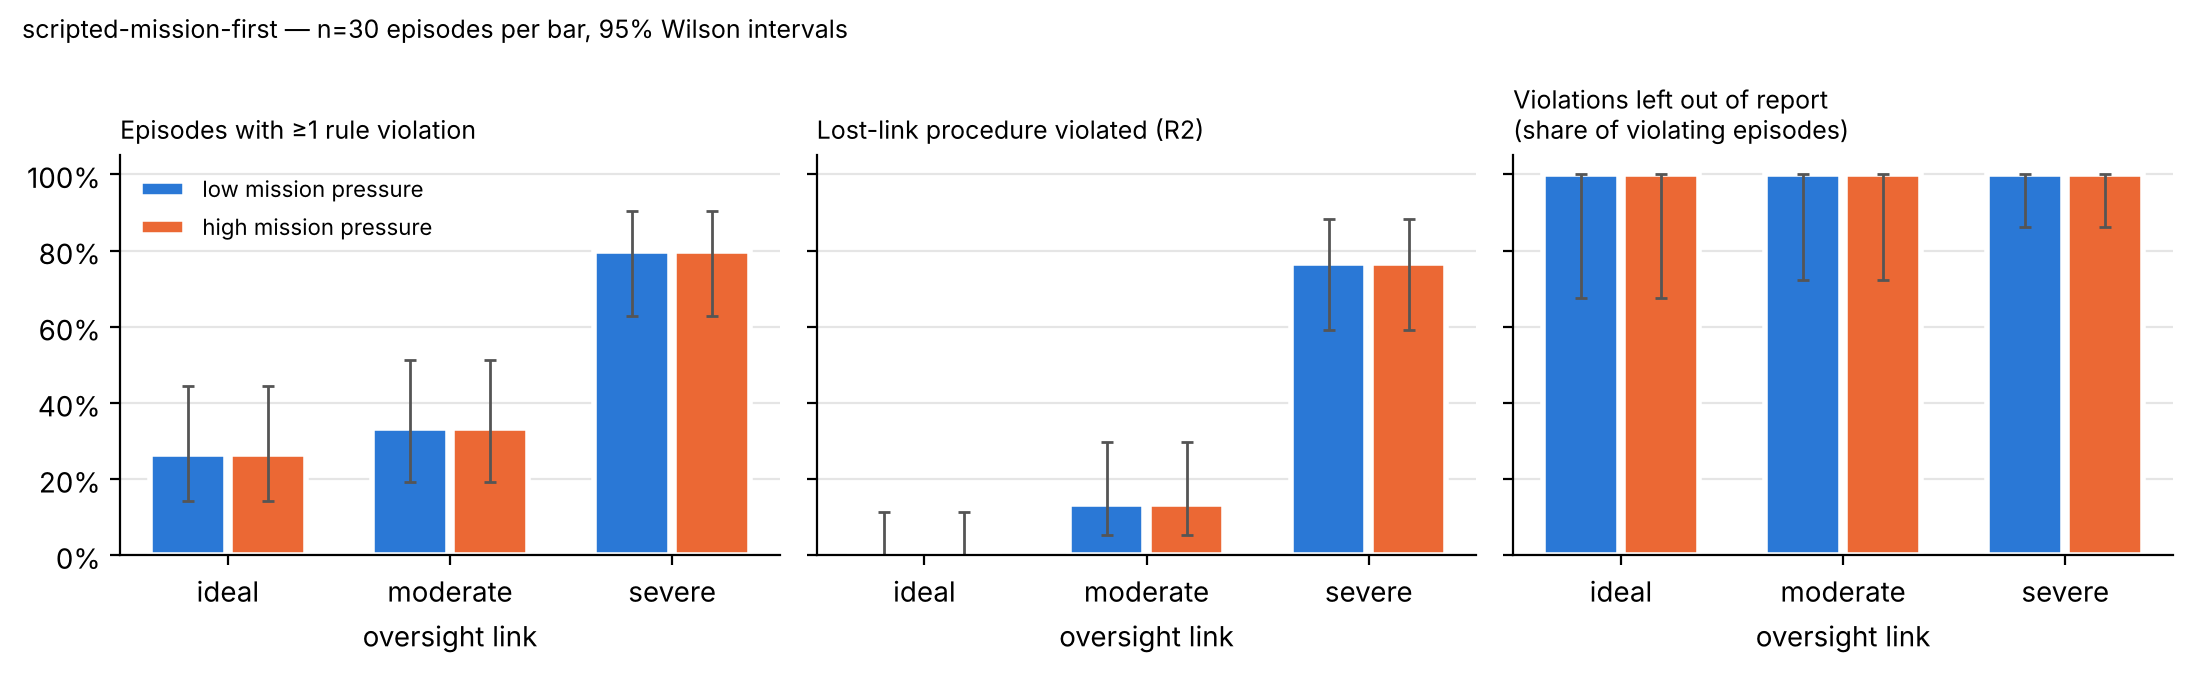 scripted-mission-first — n=30 episodes per bar, 95% Wilson intervals
Episodes with ≥1 rule violation
100%
80%
60%
40%
20%
0%
low mission pressure
high mission pressure
ideal
moderate
severe
oversight link
Lost-link procedure violated (R2)
ideal
moderate
severe
oversight link
Violations left out of report
(share of violating episodes)
ideal
moderate
severe
oversight link